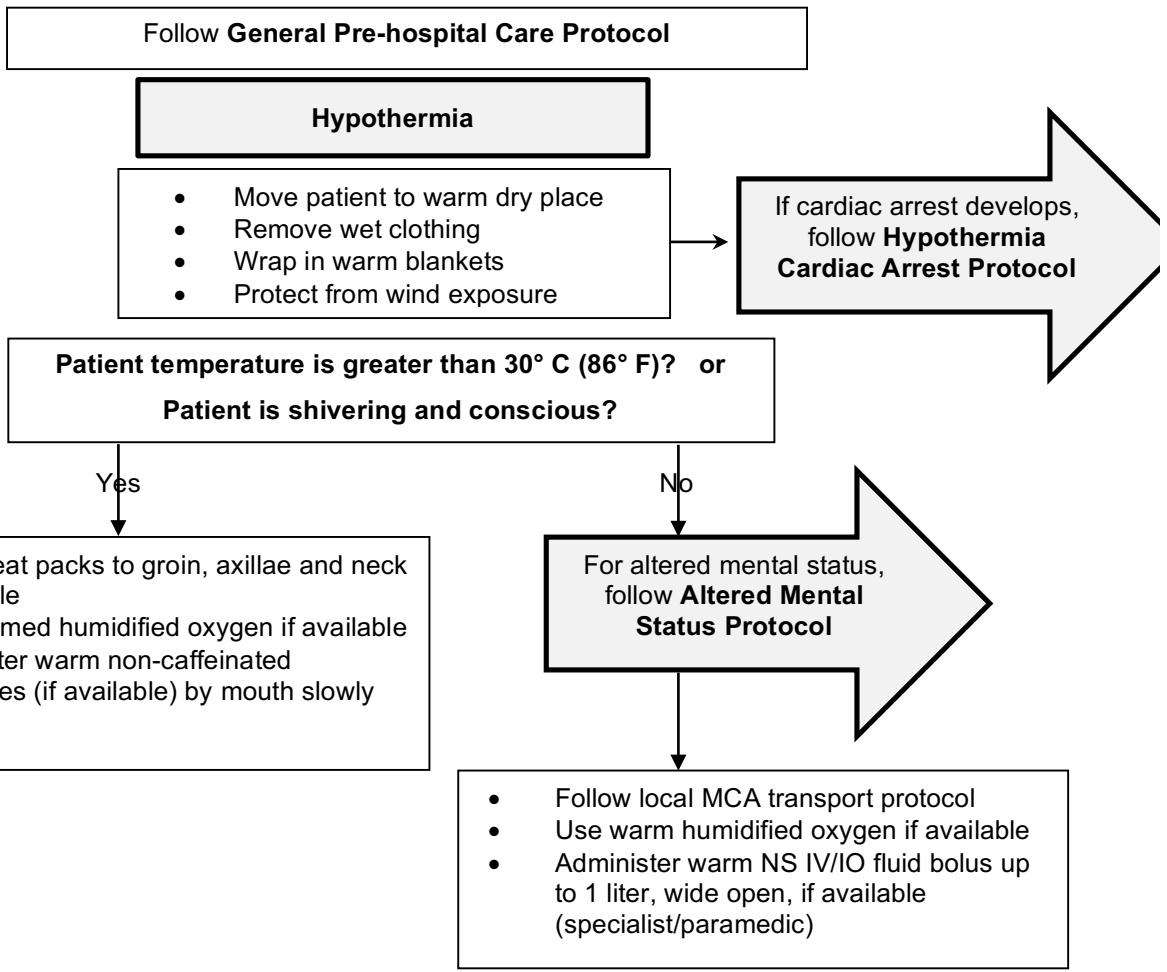 Follow General Pre-hospital Care Protocol
Hypothermia
• Move patient to warm dry place
• Remove wet clothing
• Wrap in warm blankets
• Protect from wind exposure
If cardiac arrest develops,
follow Hypothermia
Cardiac Arrest Protocol
Patient temperature is greater than 30° C (86° F)? or
Patient is shivering and conscious?
Yes
No
eat packs to groin, axillae and neck
le
med humidified oxygen if available
ter warm non-caffeinated
es (if available) by mouth slowly
For altered mental status,
follow Altered Mental
Status Protocol
• Follow local MCA transport protocol
• Use warm humidified oxygen if available
• Administer warm NS IV/IO fluid bolus up
to 1 liter, wide open, if available
(specialist/paramedic)